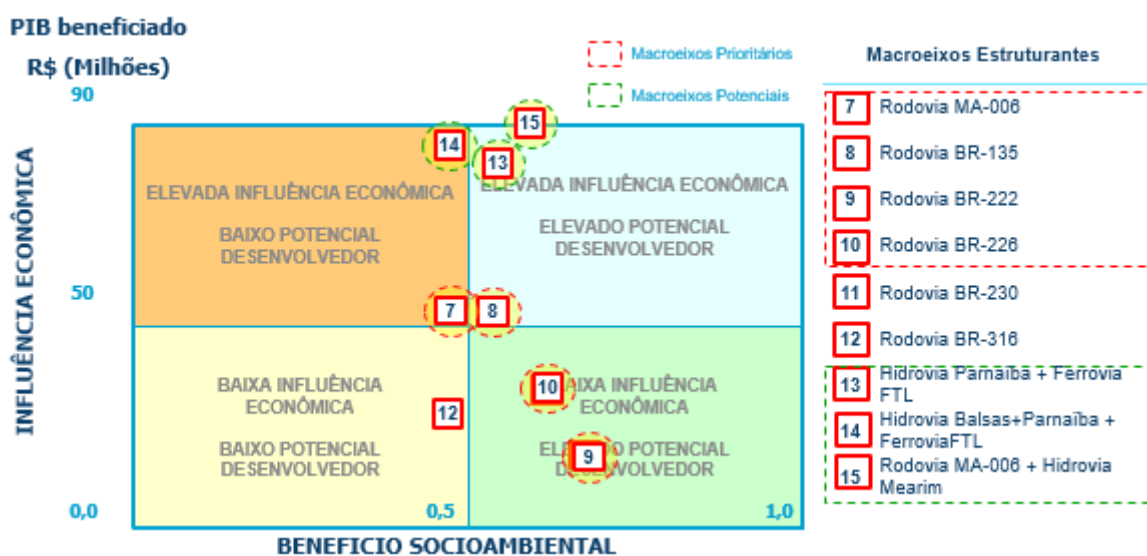 PIB beneficiado
R$ (Milhões)
90
Macroeixos Prioritários
Macroeixos Potenciais
Macroeixos Estruturantes
15
14
13
ELEVADA INFLUÊNCIA ECONÔMICA
BAIXO POTENCIAL
DESENVOLVEDOR
ELEVADA INFLUÊNCIA ECONÔMICA
ELEVADO POTENCIAL
DESENVOLVEDOR
INFLUÊNCIA ECONÔMICA
50
7
8
BAIXA INFLUÊNCIA
ECONÔMICA
BAIXO POTENCIAL
DESENVOLVEDOR
12
10
BAIXA INFLUÊNCIA
ECONÔMICA
9
ELEVADO POTENCIAL
DESENVOLVEDOR
0,0
0,5
1,0
BENEFICIO SOCIOAMBIENTAL
7 Rodovia MA-006
8 Rodovia BR-135
9 Rodovia BR-222
10 Rodovia BR-226
11 Rodovia BR-230
12 Rodovia BR-316
13 Hidrovia Parnaíba + Ferrovia
FTL
14 Hidrovia Balsas+Parnaíba +
FerroviaFTL
15 Rodovia MA-006 + Hidrovia
Mearim